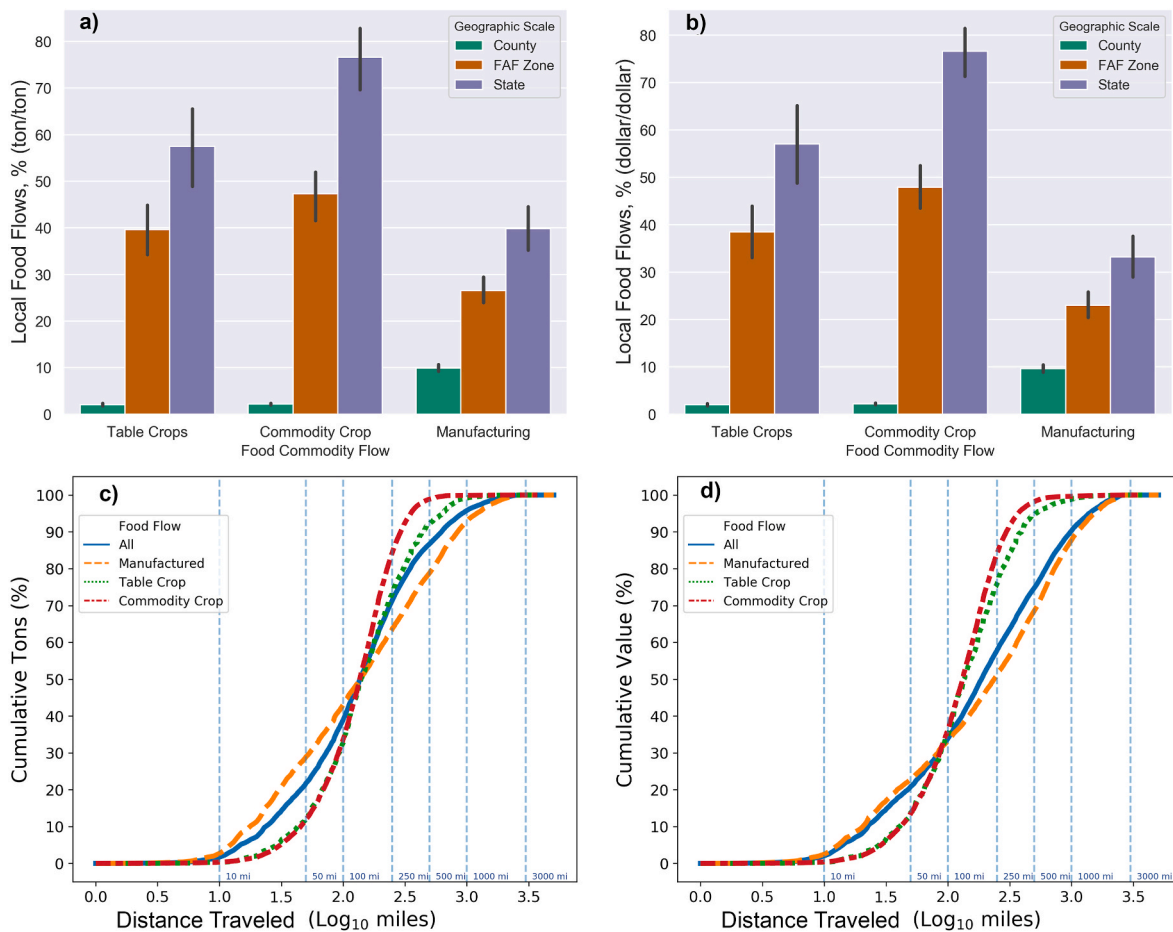 a)
Geographic Scale
County
FAF Zone
State
Local Food Flows, % (ton/ton)
80
70
60
50
40
30
20
10
0
Table Crops
Commodity Crop
Manufacturing
Food Commodity Flow
b)
Geographic Scale
County
FAF Zone
State
Local Food Flows, % (dollar/dollar)
80
70
60
50
40
30
20
10
0
Table Crops
Commodity Crop
Manufacturing
Food Commodity Flow
c)
Food Flow
All
Manufactured
Table Crop
Commodity Crop
Cumulative Tons (%)
100
90
80
70
60
50
40
30
20
10
0
10 mi
50 mi
100 mi
250 mi
500 mi
1000 mi
3000 mi
0.0
0.5
1.0
1.5
2.0
2.5
3.0
3.5
Distance Traveled (Log10 miles)
d)
Food Flow
All
Manufactured
Table Crop
Commodity Crop
Cumulative Value (%)
100
90
80
70
60
50
40
30
20
10
0
10 mi
50 mi
100 mi
250 mi
500 mi
1000 mi
3000 mi
0.0
0.5
1.0
1.5
2.0
2.5
3.0
3.5
Distance Traveled (Log10 miles)